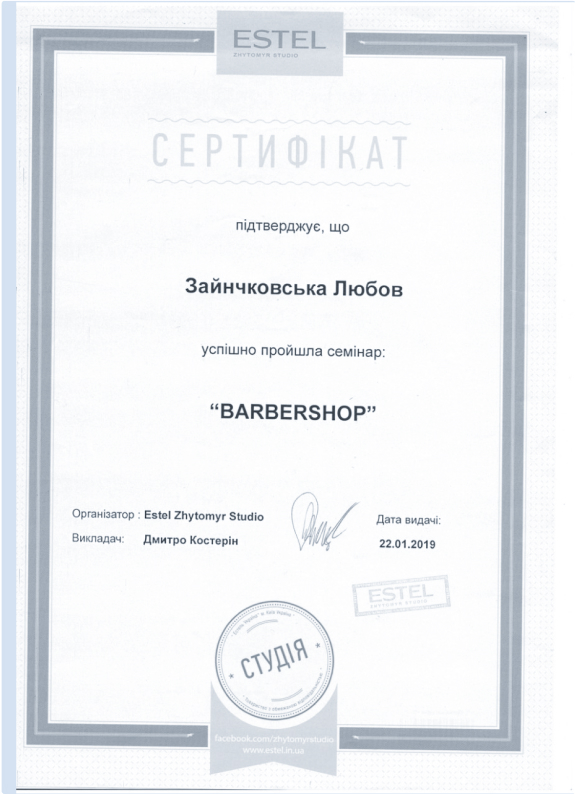 ESTEL
ZHYTOMYR STUDIO
СЕРТИФІКАТ
підтверджує, що
Зайнчковська Любов
успішно пройшла семінар:
“BARBERSHOP”
Організатор : Estel Zhytomyr Studio
Викладач: Дмитро Костерін
Дата видачі:
22.01.2019
ESTEL
ZHYTOMYR STUDIO
СТУДІЯ
facebook.com/zhytomyrstudio
www.estel.in.ua